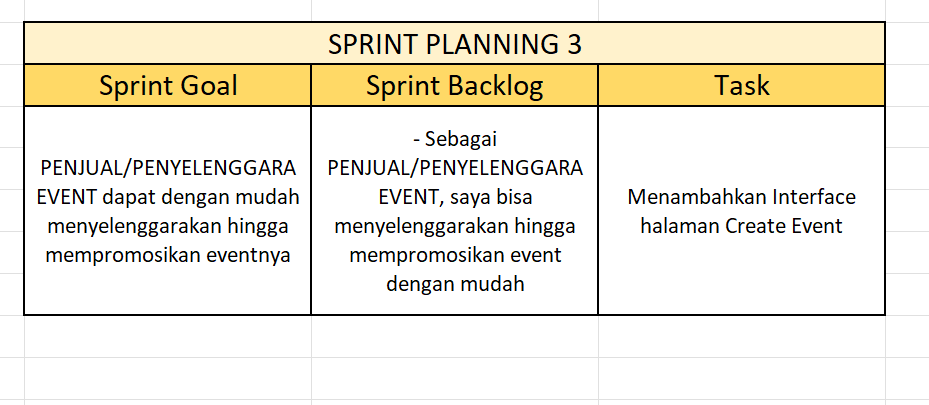 SPRINT PLANNING 3
Sprint Goal
Sprint Backlog
Task
PENJUAL/PENYELENGGARA
EVENT dapat dengan mudah
menyelenggarakan hingga
mempromosikan eventnya
- Sebagai
PENJUAL/PENYELENGGARA
EVENT, saya bisa
menyelenggarakan hingga
mempromosikan event
dengan mudah
Menambahkan Interface
halaman Create Event